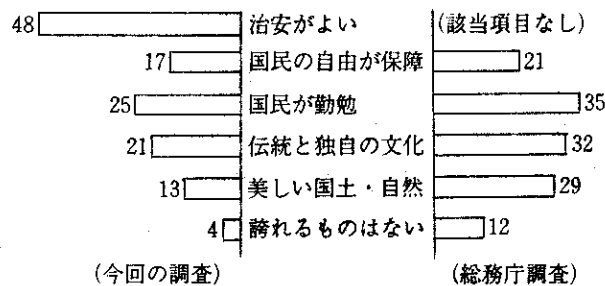 48 治安がよい (該当項目なし)
17 国民の自由が保障 21
25 国民が勤勉 35
21 伝統と独自の文化 32
13 美しい国土・自然 29
4 誇れるものはない 12
(今回の調査) (総務庁調査)